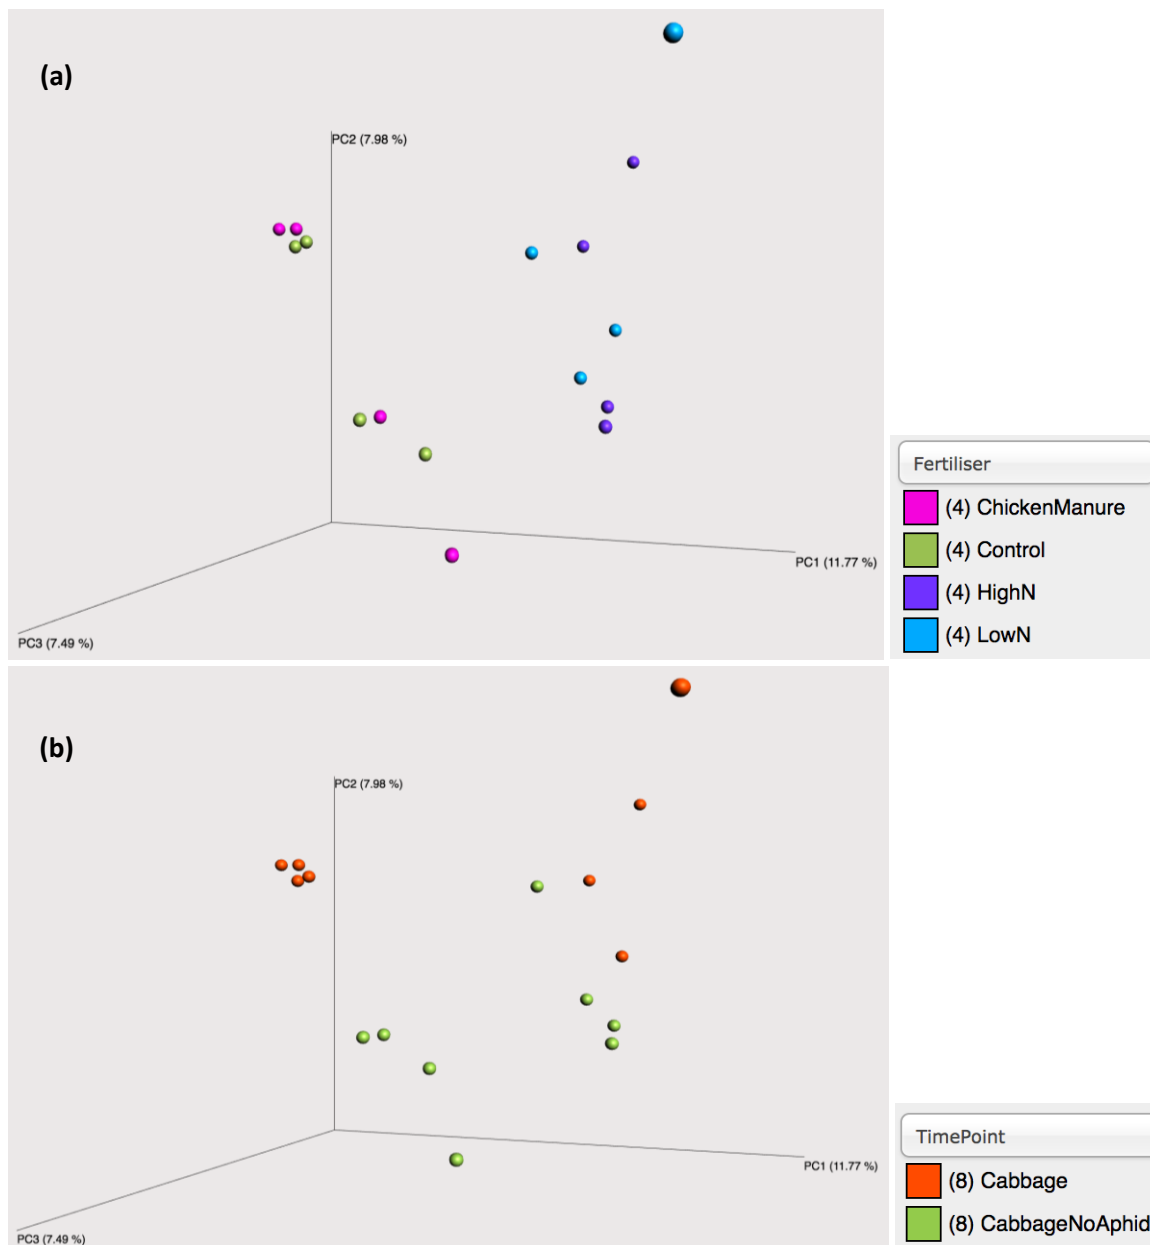 (a)
PC2 (7.98 %)
PC1 (11.77 %)
PC3 (7.49 %)
Fertiliser
(4) ChickenManure
(4) Control
(4) HighN
(4) LowN
(b)
PC2 (7.98 %)
PC1 (11.77 %)
PC3 (7.49 %)
TimePoint
(8) Cabbage
(8) CabbageNoAphid